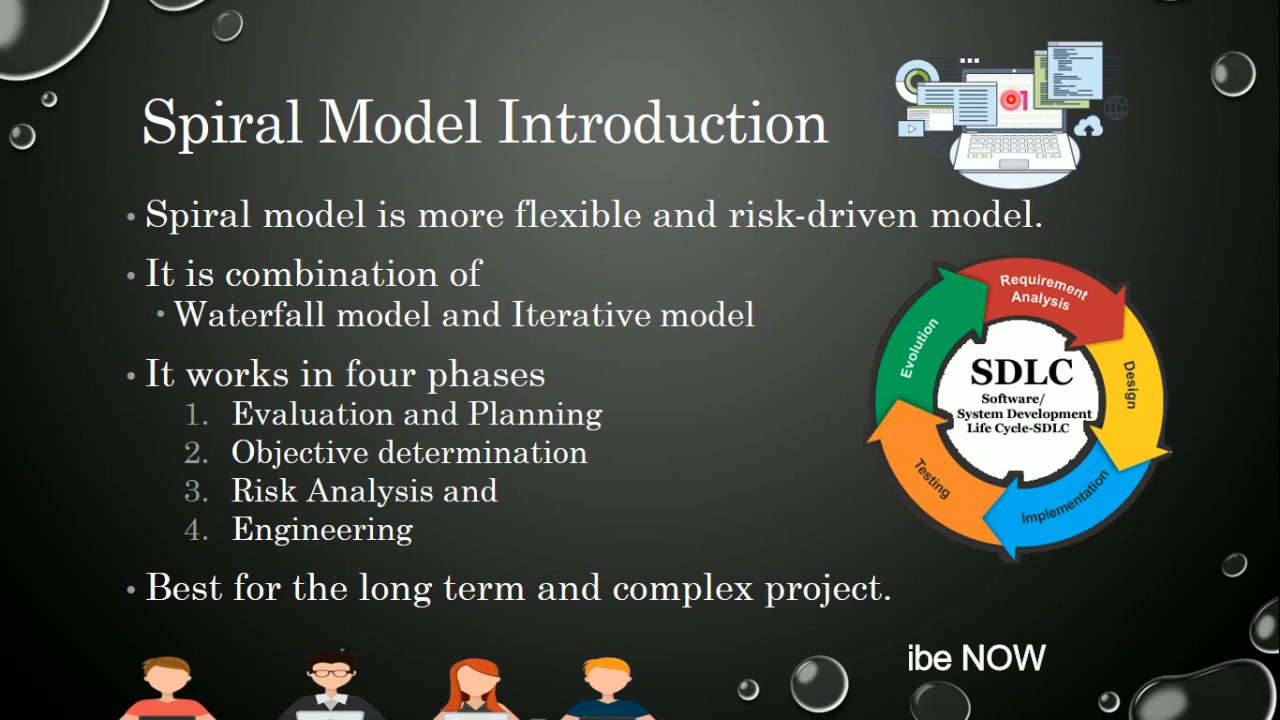 Spiral Model Introduction
• Spiral model is more flexible and risk-driven model.
• It is combination of
• Waterfall model and Iterative model
• It works in four phases
1. Evaluation and Planning
2. Objective determination
3. Risk Analysis and
4. Engineering
• Best for the long term and complex project.
01
Requirement
Analysis
Design
Implementation
Testing
Evolution
SDLC
Software/
System Development
Life Cycle-SDLC
ibe NOW